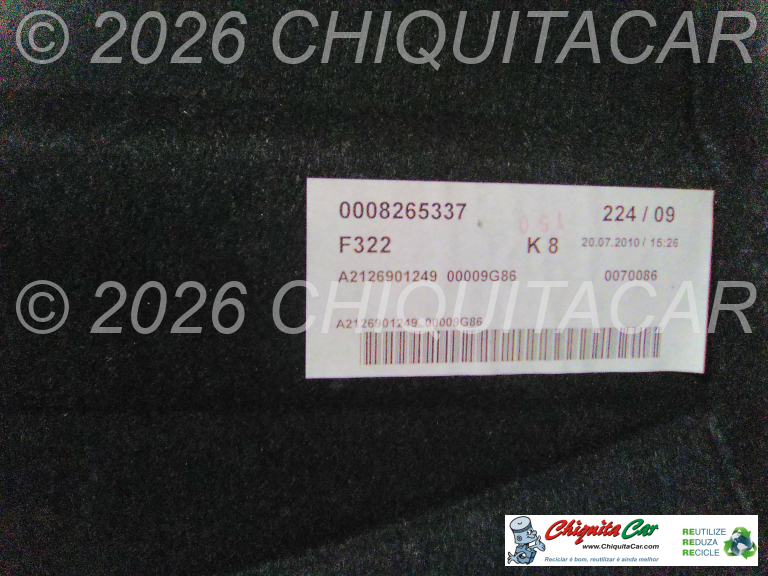 © 2026 CHIQUITACAR
0008265337
150
224 / 09
F322
K 8
20.07.2010 / 15:26
A2126901249 00009G86
0070086
© 2026 CHIQUITACAR
A2126901249 00009G86
Chiquita Car
www.ChiquitaCar.com
Reciclar é bom, reutilizar é ainda melhor
REUTILIZE
REDUZA
RECICLE